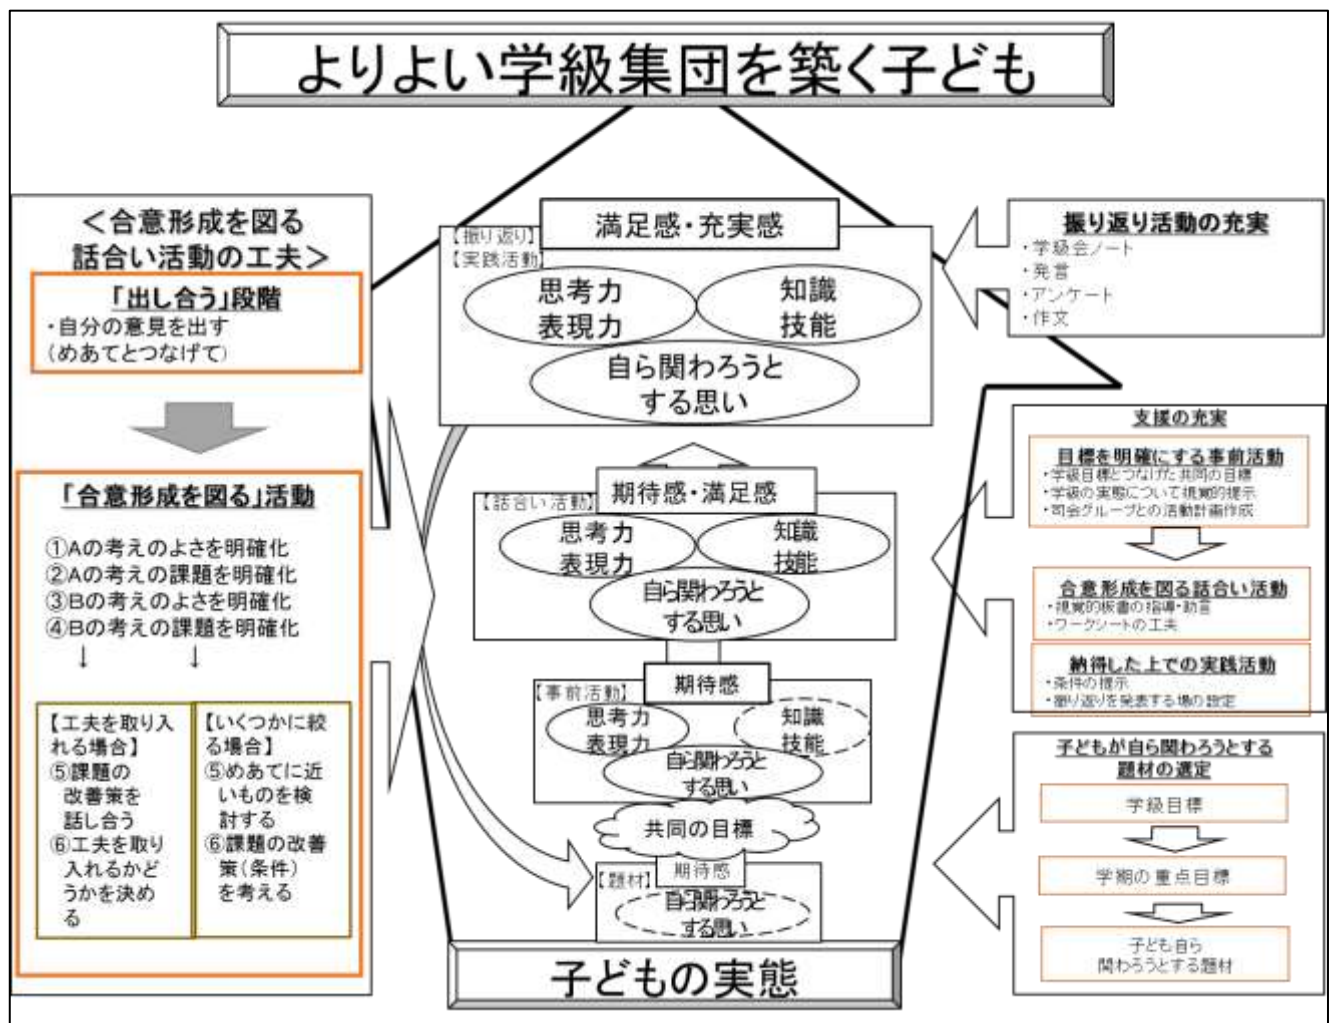 よりよい学級集団を築く子ども
＜合意形成を図る
話合い活動の工夫＞
「出し合う」段階
・自分の意見を出す
(めあてとつなげて)
「合意形成を図る」活動
①Aの考えのよさを明確化
②Aの考えの課題を明確化
③Bの考えのよさを明確化
④Bの考えの課題を明確化
↓ ↓
【工夫を取り入
れる場合】
⑤課題の
改善策を
話し合う
⑥工夫を取り
入れるかど
うかを決め
る
【いくつかに絞
る場合】
⑤めあてに近
いものを検
討する
⑥課題の改善
策(条件)
を考える
満足感・充実感
【振り返り】
【実践活動】
思考力
表現力
知識
技能
自ら関わろうと
する思い
期待感・満足感
【話合い活動】
思考力
表現力
知識
技能
自ら関わろうと
する思い
期待感
【事前活動】
思考力
表現力
知識
技能
自ら関わろうと
する思い
共同の目標
期待感
【題材】
自ら関わろうと
する思い
子どもの実態
振り返り活動の充実
・学級会ノート
・発言
・アンケート
・作文
支援の充実
目標を明確にする事前活動
・学級目標とつなげた共同の目標
・学級の実態について視覚的提示
・司会グループとの活動計画作成
合意形成を図る話合い活動
・視覚的板書の指導・助言
・ワークシートの工夫
納得した上での実践活動
・条件の提示
・振り返りを発表する場の設定
子どもが自ら関わろうとする
題材の選定
学級目標
学期の重点目標
子ども自ら
関わろうとする題材